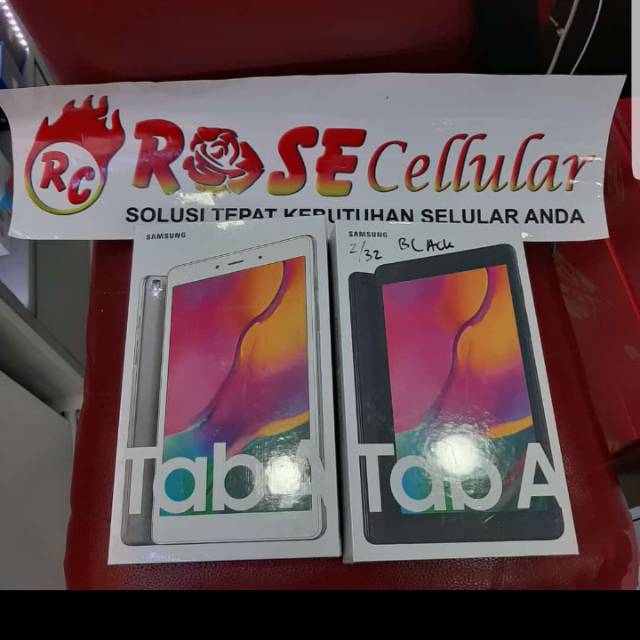 RC ROSE Cellular
SOLUSI TEPAT KEBUTUHAN SELULAR ANDA
SAMSUNG
Tab A
SAMSUNG
2/32 BLAck
Tab A